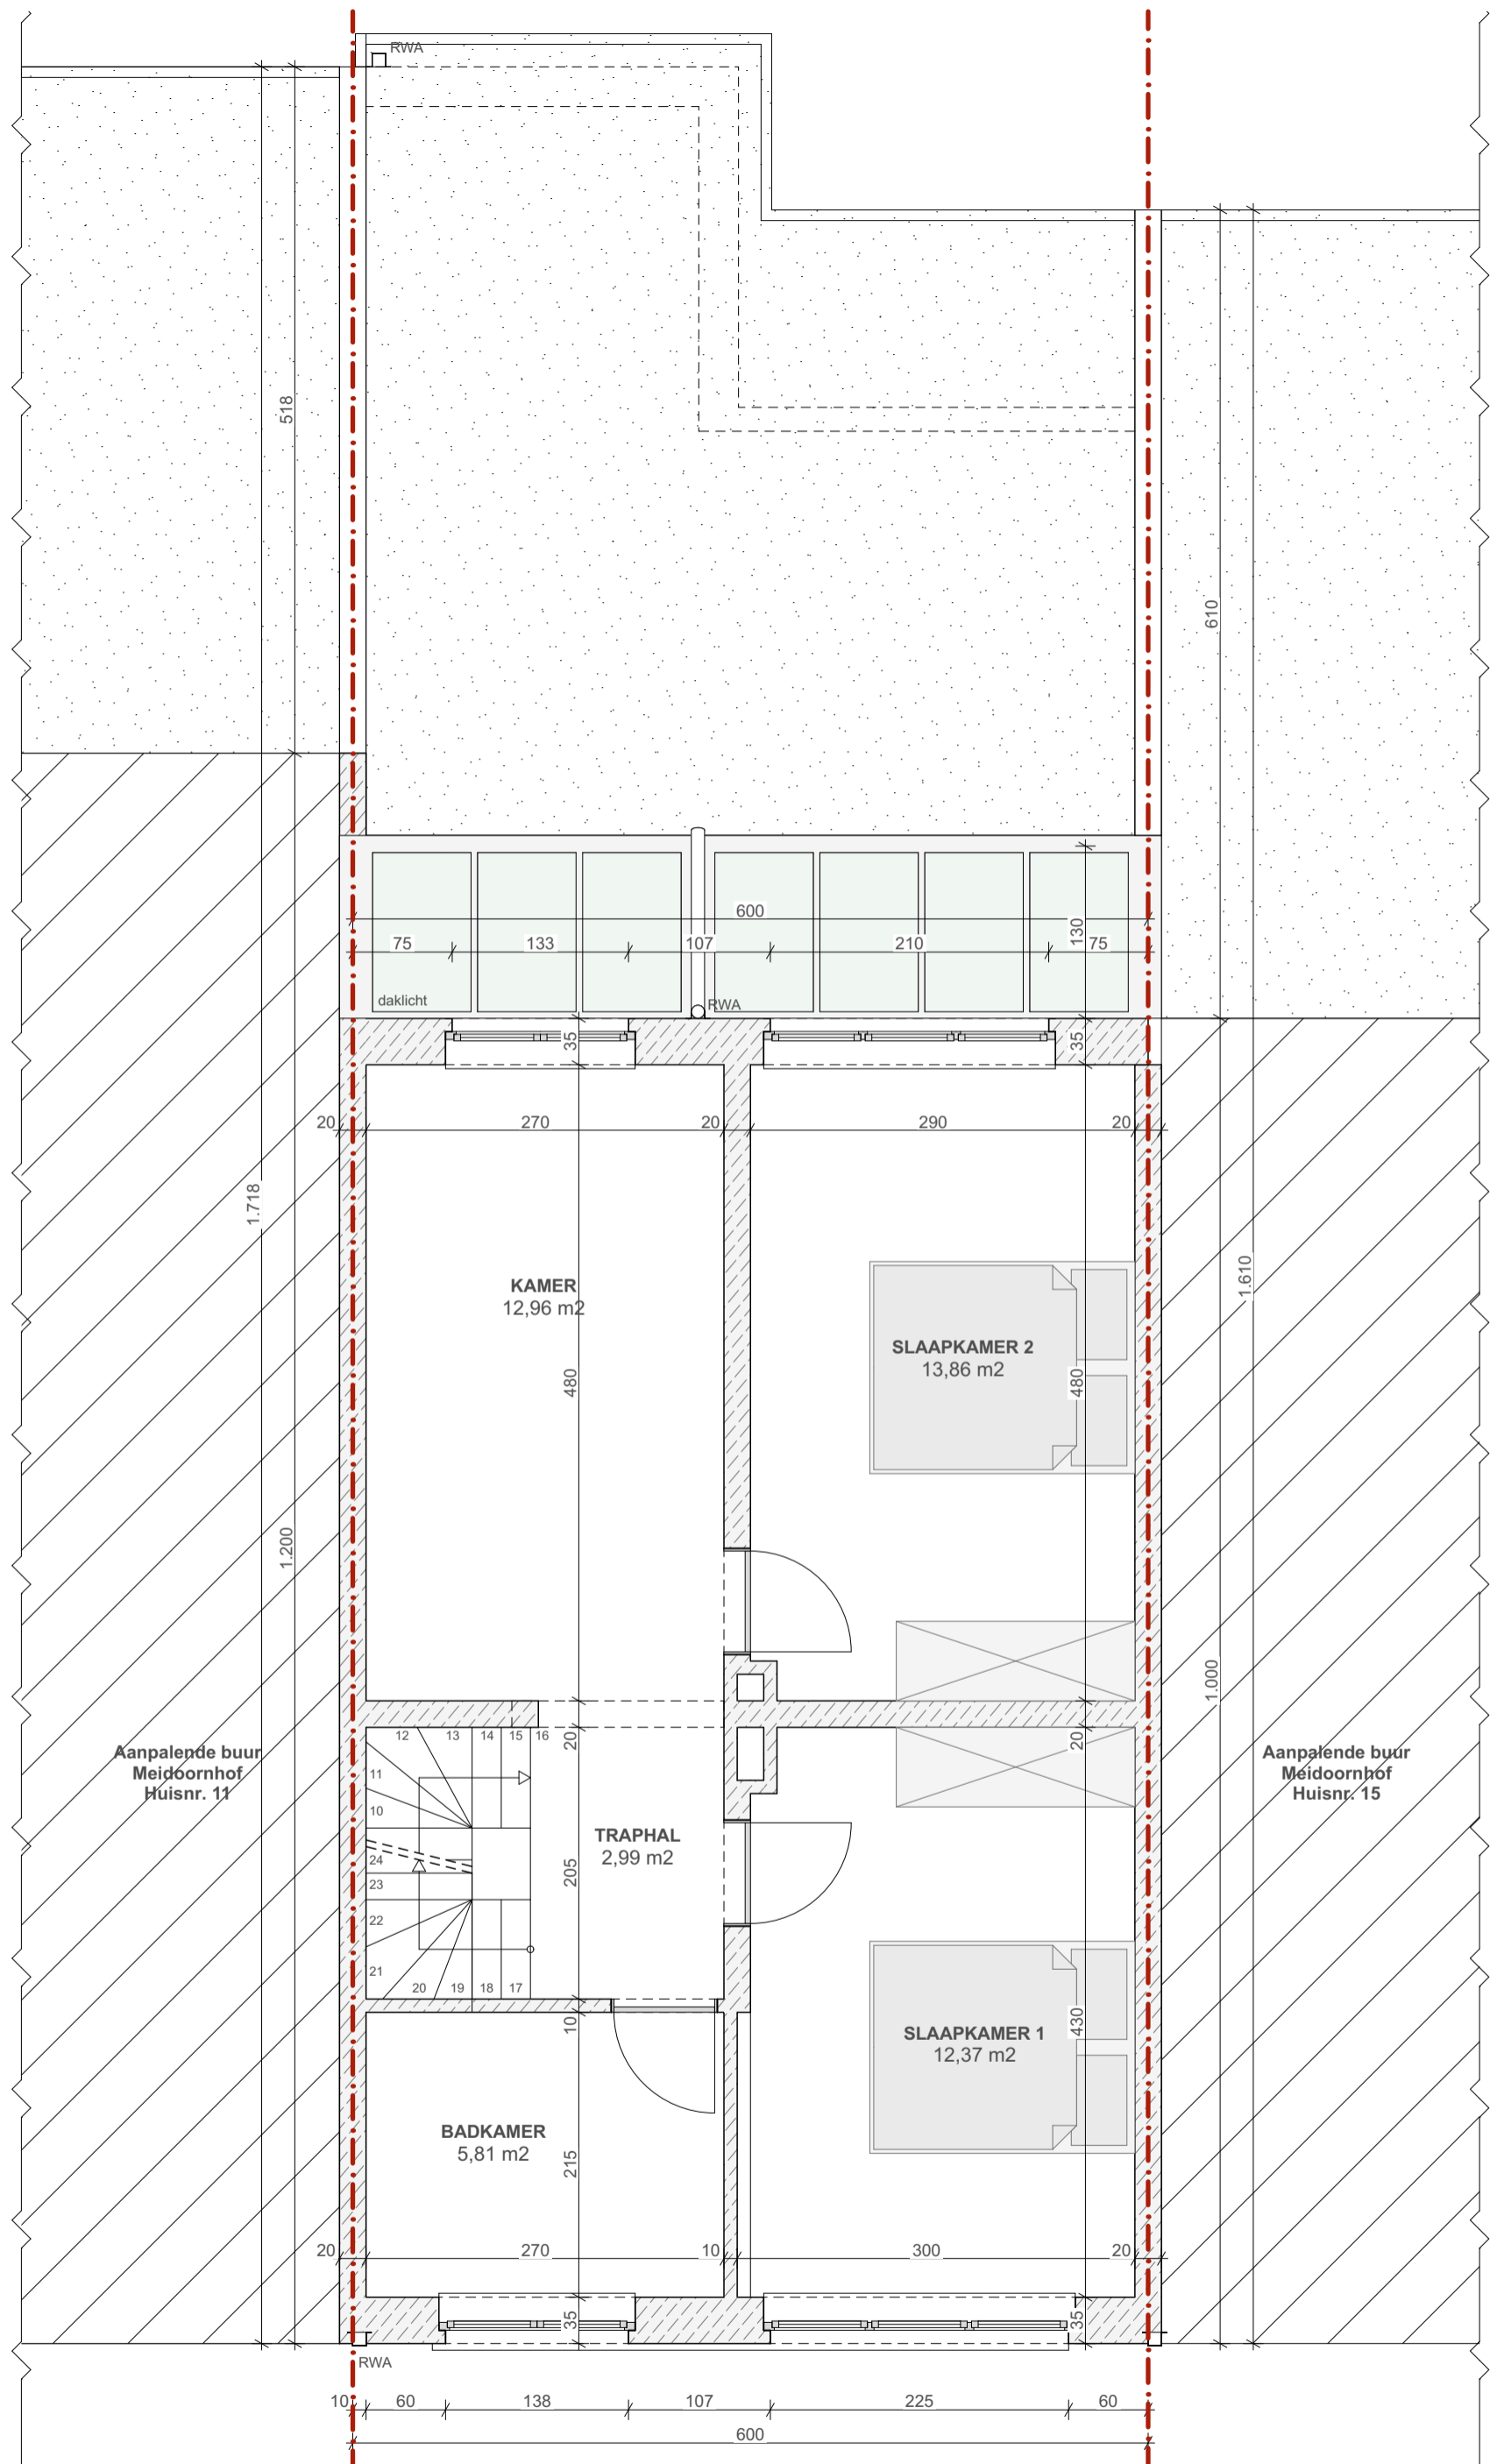 RWA
518
610
600
130
75
133
107
210
75
daklicht
RWA
35
35
20
270
20
290
20
1.718
1.610
KAMER
12,96 m2
SLAAPKAMER 2
13,86 m2
480
480
1.200
1.000
12
13
14
15
16
20
20
Aanpalende buur
Meidoornhof
Huisnr. 11
Aanpalende buur
Meidoornhof
Huisnr. 15
11
10
TRAPHAL
2,99 m2
24
23
205
22
21
20
19
18
17
10
SLAAPKAMER 1
12,37 m2
430
BADKAMER
5,81 m2
215
20
270
10
300
20
35
35
RWA
10
60
138
107
225
60
600